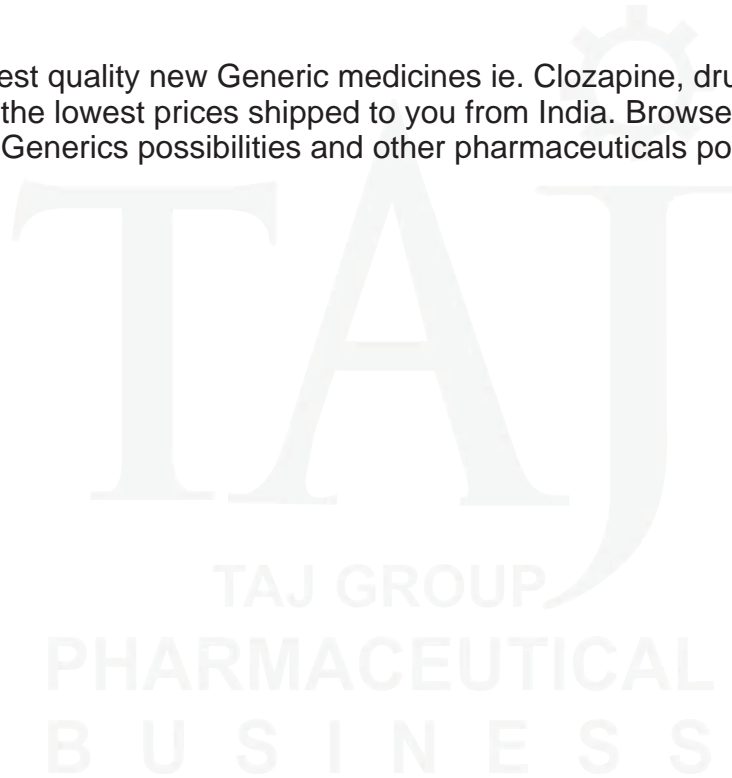 est quality new Generic medicines ie. Clozapine, dru
the lowest prices shipped to you from India. Browse
Generics possibilities and other pharmaceuticals po
TAJ
TAJ GROUP
PHARMACEUTICAL
BUSINESS